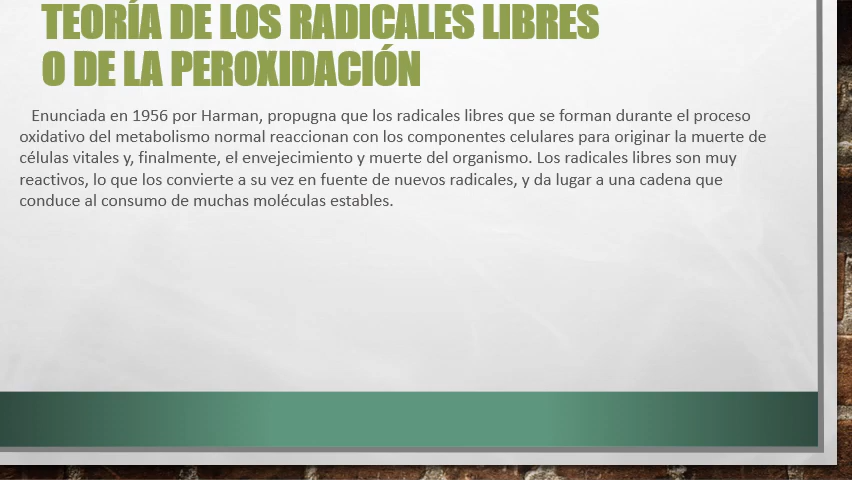 TEORÍA DE LOS RADICALES LIBRES
O DE LA PEROXIDACIÓN
Enunciada en 1956 por Harman, propugna que los radicales libres que se forman durante el proceso
oxidativo del metabolismo normal reaccionan con los componentes celulares para originar la muerte de
células vitales y, finalmente, el envejecimiento y muerte del organismo. Los radicales libres son muy
reactivos, lo que los convierte a su vez en fuente de nuevos radicales, y da lugar a una cadena que
conduce al consumo de muchas moléculas estables.